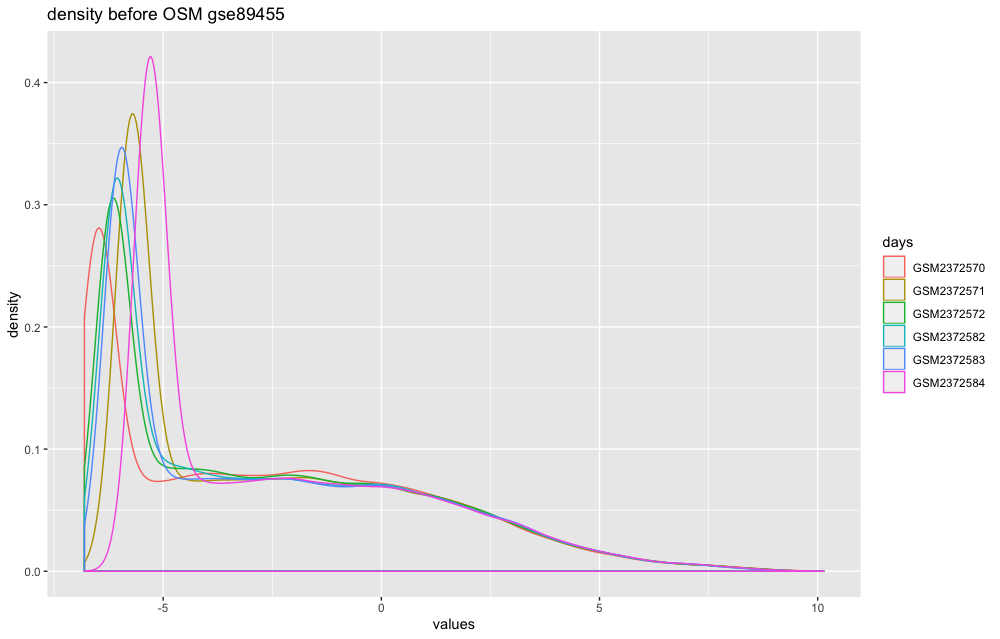 density before OSM gse89455
density
0.4
0.3
0.2
0.1
0.0
-5
0
5
10
values
days
GSM2372570
GSM2372571
GSM2372572
GSM2372582
GSM2372583
GSM2372584